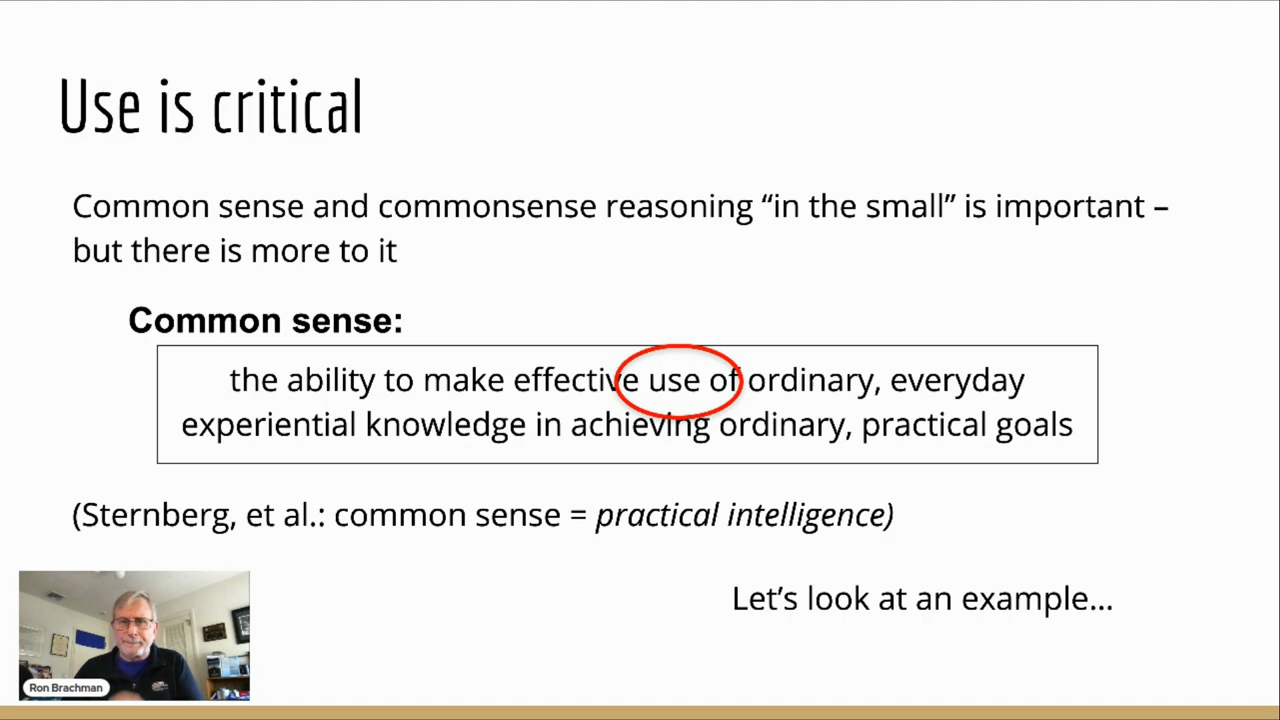 Use is critical
Common sense and commonsense reasoning “in the small” is important –
but there is more to it
Common sense:
the ability to make effective use of ordinary, everyday
experiential knowledge in achieving ordinary, practical goals
(Sternberg, et al.: common sense = practical intelligence)
Let’s look at an example...
Ron Brachman